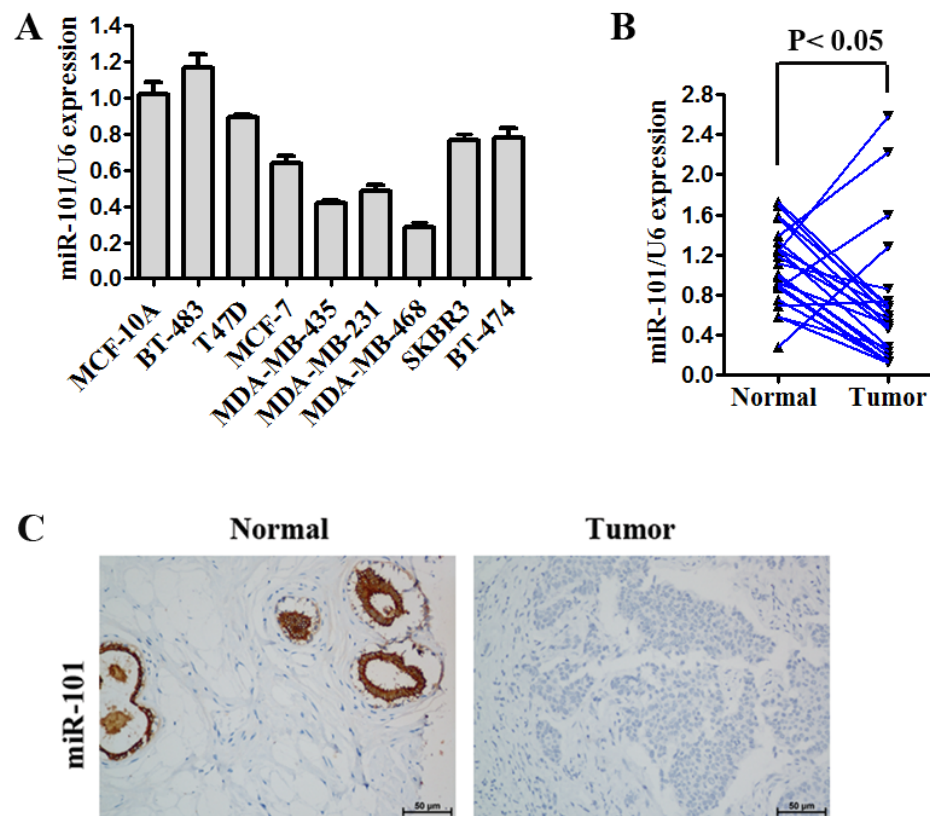 A
miR-101/U6 expression
1.4
1.2
1.0
0.8
0.6
0.4
0.2
0.0
MCF-10A
BT-483
T47D
MCF-7
MDA-MB-435
MDA-MB-231
MDA-MB-468
SKBR3
BT-474
B
P< 0.05
miR-101/U6 expression
2.8
2.4
2.0
1.6
1.2
0.8
0.4
0.0
Normal Tumor
C
Normal Tumor
miR-101
50 µm
50 µm